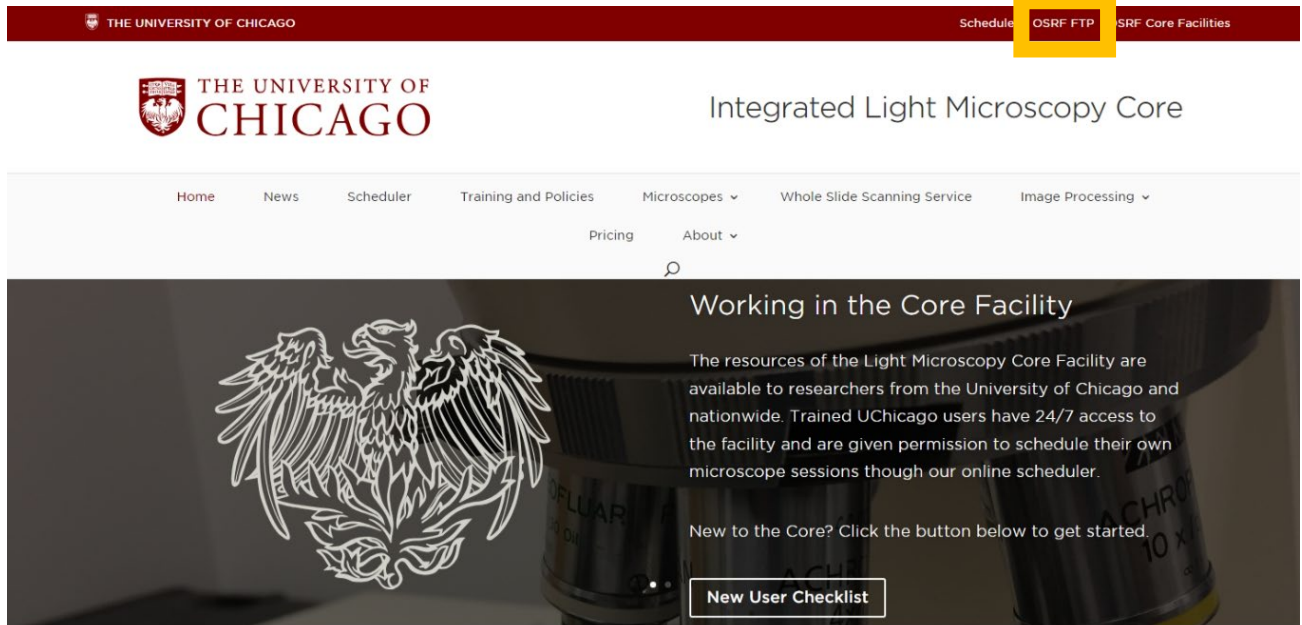 THE UNIVERSITY OF CHICAGO
Schedule OSRF FTP OSRF Core Facilities
THE UNIVERSITY OF
CHICAGO
Integrated Light Microscopy Core
Home News Scheduler Training and Policies Microscopes Whole Slide Scanning Service Image Processing
Pricing About
Working in the Core Facility
The resources of the Light Microscopy Core Facility are
available to researchers from the University of Chicago and
nationwide. Trained UChicago users have 24/7 access to
the facility and are given permission to schedule their own
microscope sessions though our online scheduler.
New to the Core? Click the button below to get started.
New User Checklist
ACHRO
10 x